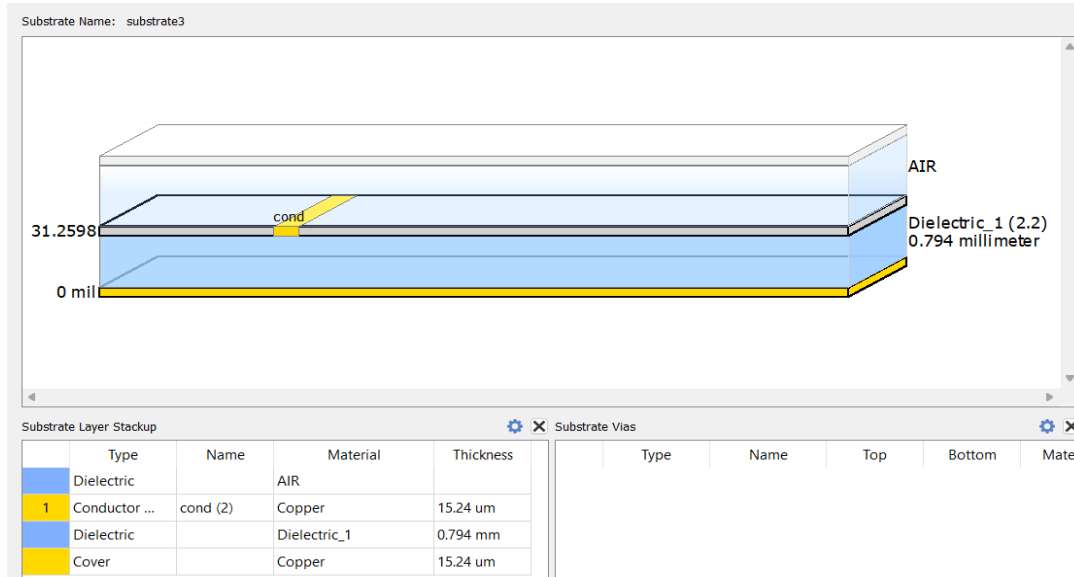 Substrate Name: substrate3
AIR
cond
31.2598
Dielectric_1 (2.2)
0.794 millimeter
0 mil
Substrate Layer Stackup
Substrate Vias
Type Name Material Thickness
Type Name Top Bottom Mate
Dielectric AIR
1 Conductor ... cond (2) Copper 15.24 um
Dielectric Dielectric_1 0.794 mm
Cover Copper 15.24 um